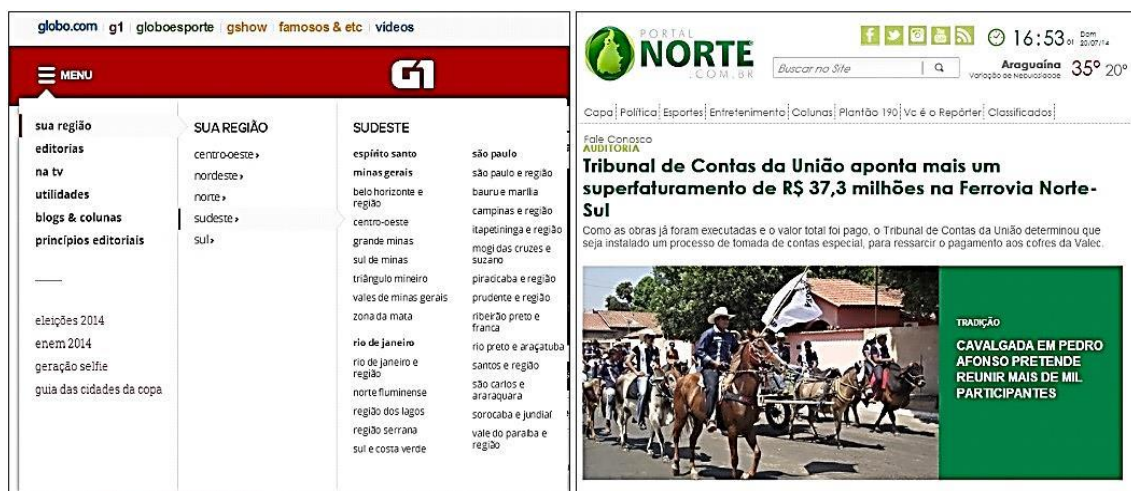 globo.com g1 globoesporte gshow famosos & etc vídeos
MENU
G1
sua região
editorias
na tv
utilidades
blogs & colunas
princípios editoriais
eleições 2014
enem 2014
geração selfie
guia das cidades da copa
SUA REGIÃO
centro-oeste›
nordeste›
norte›
sudeste›
sul›
SUDESTE
espírito santo
minas gerais
belo horizonte e
região
centro-oeste
grande minas
sul de minas
triângulo mineiro
vales de minas gerais
zona da mata
rio de janeiro
rio de janeiro e
região
norte fluminense
região dos lagos
região serrana
sul e costa verde
são paulo
são paulo e região
bauru e marília
campinas e região
itapetininga e região
mogi das cruzes e
suzano
piracicaba e região
prudente e região
ribeirão preto e
franca
rio preto e araçatuba
santos e região
são carlos e
araraquara
sorocaba e jundiaí
vale do paraíba e
região
PORTAL
NORTE
.COM.BR
16:53 01 Dom
20/07/14
Buscar no Site
Araguaína 35° 20°
Variação de Nebulosidade
Capa Política Esportes Entretenimento Colunas Plantão 190 Vc é o Repórter Classificados
Fale Conosco
AUDITORIA
Tribunal de Contas da União aponta mais um
superfaturamento de R$ 37,3 milhões na Ferrovia Norte-
Sul
Como as obras já foram executadas e o valor total foi pago, o Tribunal de Contas da União determinou que
seja instalado um processo de tomada de contas especial, para ressarcir o pagamento aos cofres da Valec.
TRADIÇÃO
CAVALGADA EM PEDRO
AFONSO PRETENDE
REUNIR MAIS DE MIL
PARTICIPANTES